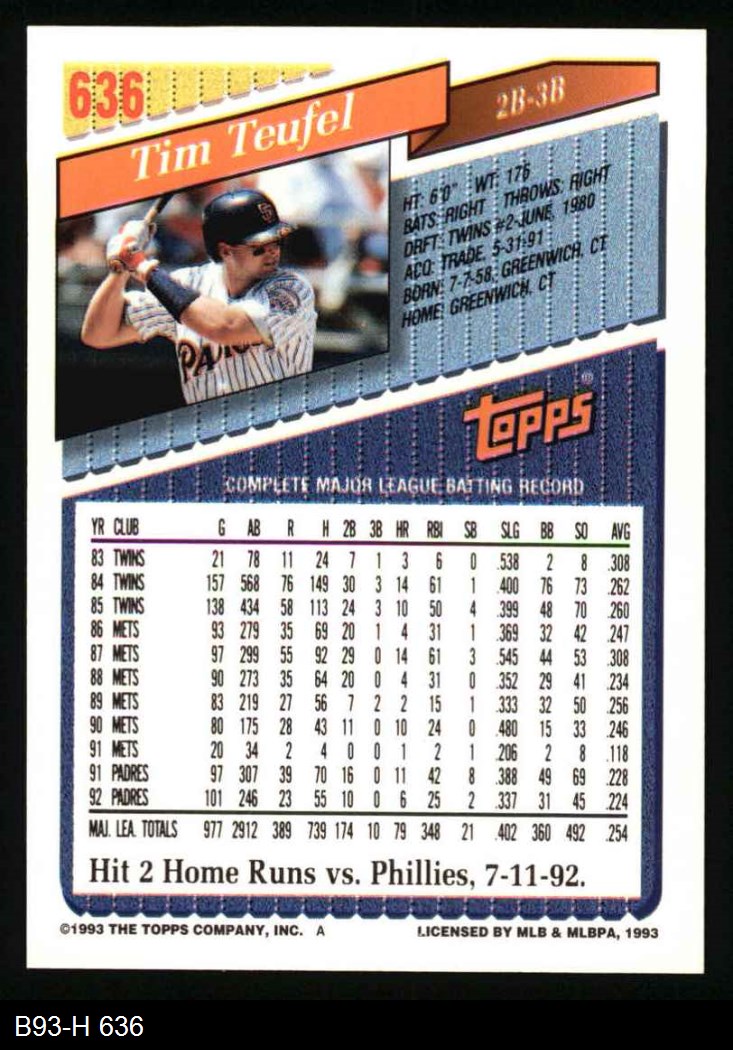 636
Tim Teufel
2B-3B
HT: 6'0" WT: 175
BATS: RIGHT THROWS: RIGHT
DRFT: TWINS #2-JUNE, 1980
ACQ: TRADE, 5-31-91
BORN: 7-7-58, GREENWICH, CT
HOME: GREENWICH, CT
topps®
COMPLETE MAJOR LEAGUE BATTING RECORD
YR CLUB G AB R H 2B 3B HR RBI SB SLG BB SO AVG
83 TWINS 21 78 11 24 7 1 3 6 0 .538 2 8 .308
84 TWINS 157 568 76 149 30 3 14 61 1 .400 76 73 .262
85 TWINS 138 434 58 113 24 3 10 50 4 .399 48 70 .260
86 METS 93 279 35 69 20 1 4 31 1 .369 32 42 .247
87 METS 97 299 55 92 29 0 14 61 3 .545 44 53 .308
88 METS 90 273 35 64 20 0 4 31 0 .352 29 41 .234
89 METS 83 219 27 56 7 2 2 15 1 .333 32 50 .256
90 METS 80 175 28 43 11 0 10 24 0 .480 15 33 .246
91 METS 20 34 2 4 0 0 1 2 1 .206 2 8 .118
91 PADRES 97 307 39 70 16 0 11 42 8 .388 49 69 .228
92 PADRES 101 246 23 55 10 0 6 25 2 .337 31 45 .224
MAJ. LEA. TOTALS 977 2912 389 739 174 10 79 348 21 .402 360 492 .254
Hit 2 Home Runs vs. Phillies, 7-11-92.
©1993 THE TOPPS COMPANY, INC. A
LICENSED BY MLB & MLBPA, 1993
B93-H 636